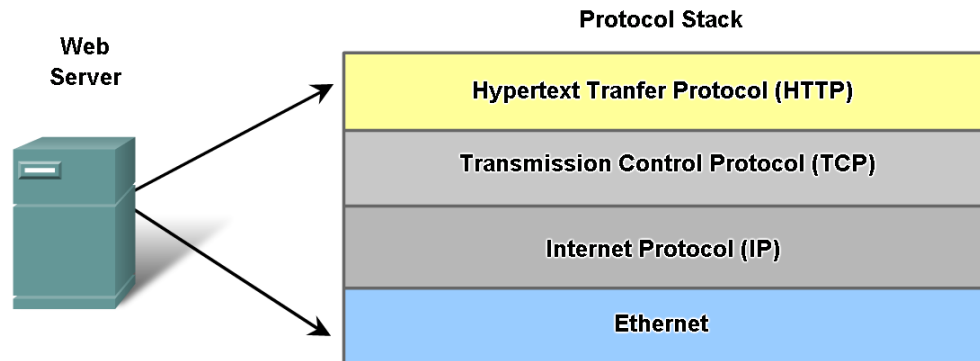 Protocol Stack
Web
Server
Hypertext Tranfer Protocol (HTTP)
Transmission Control Protocol (TCP)
Internet Protocol (IP)
Ethernet